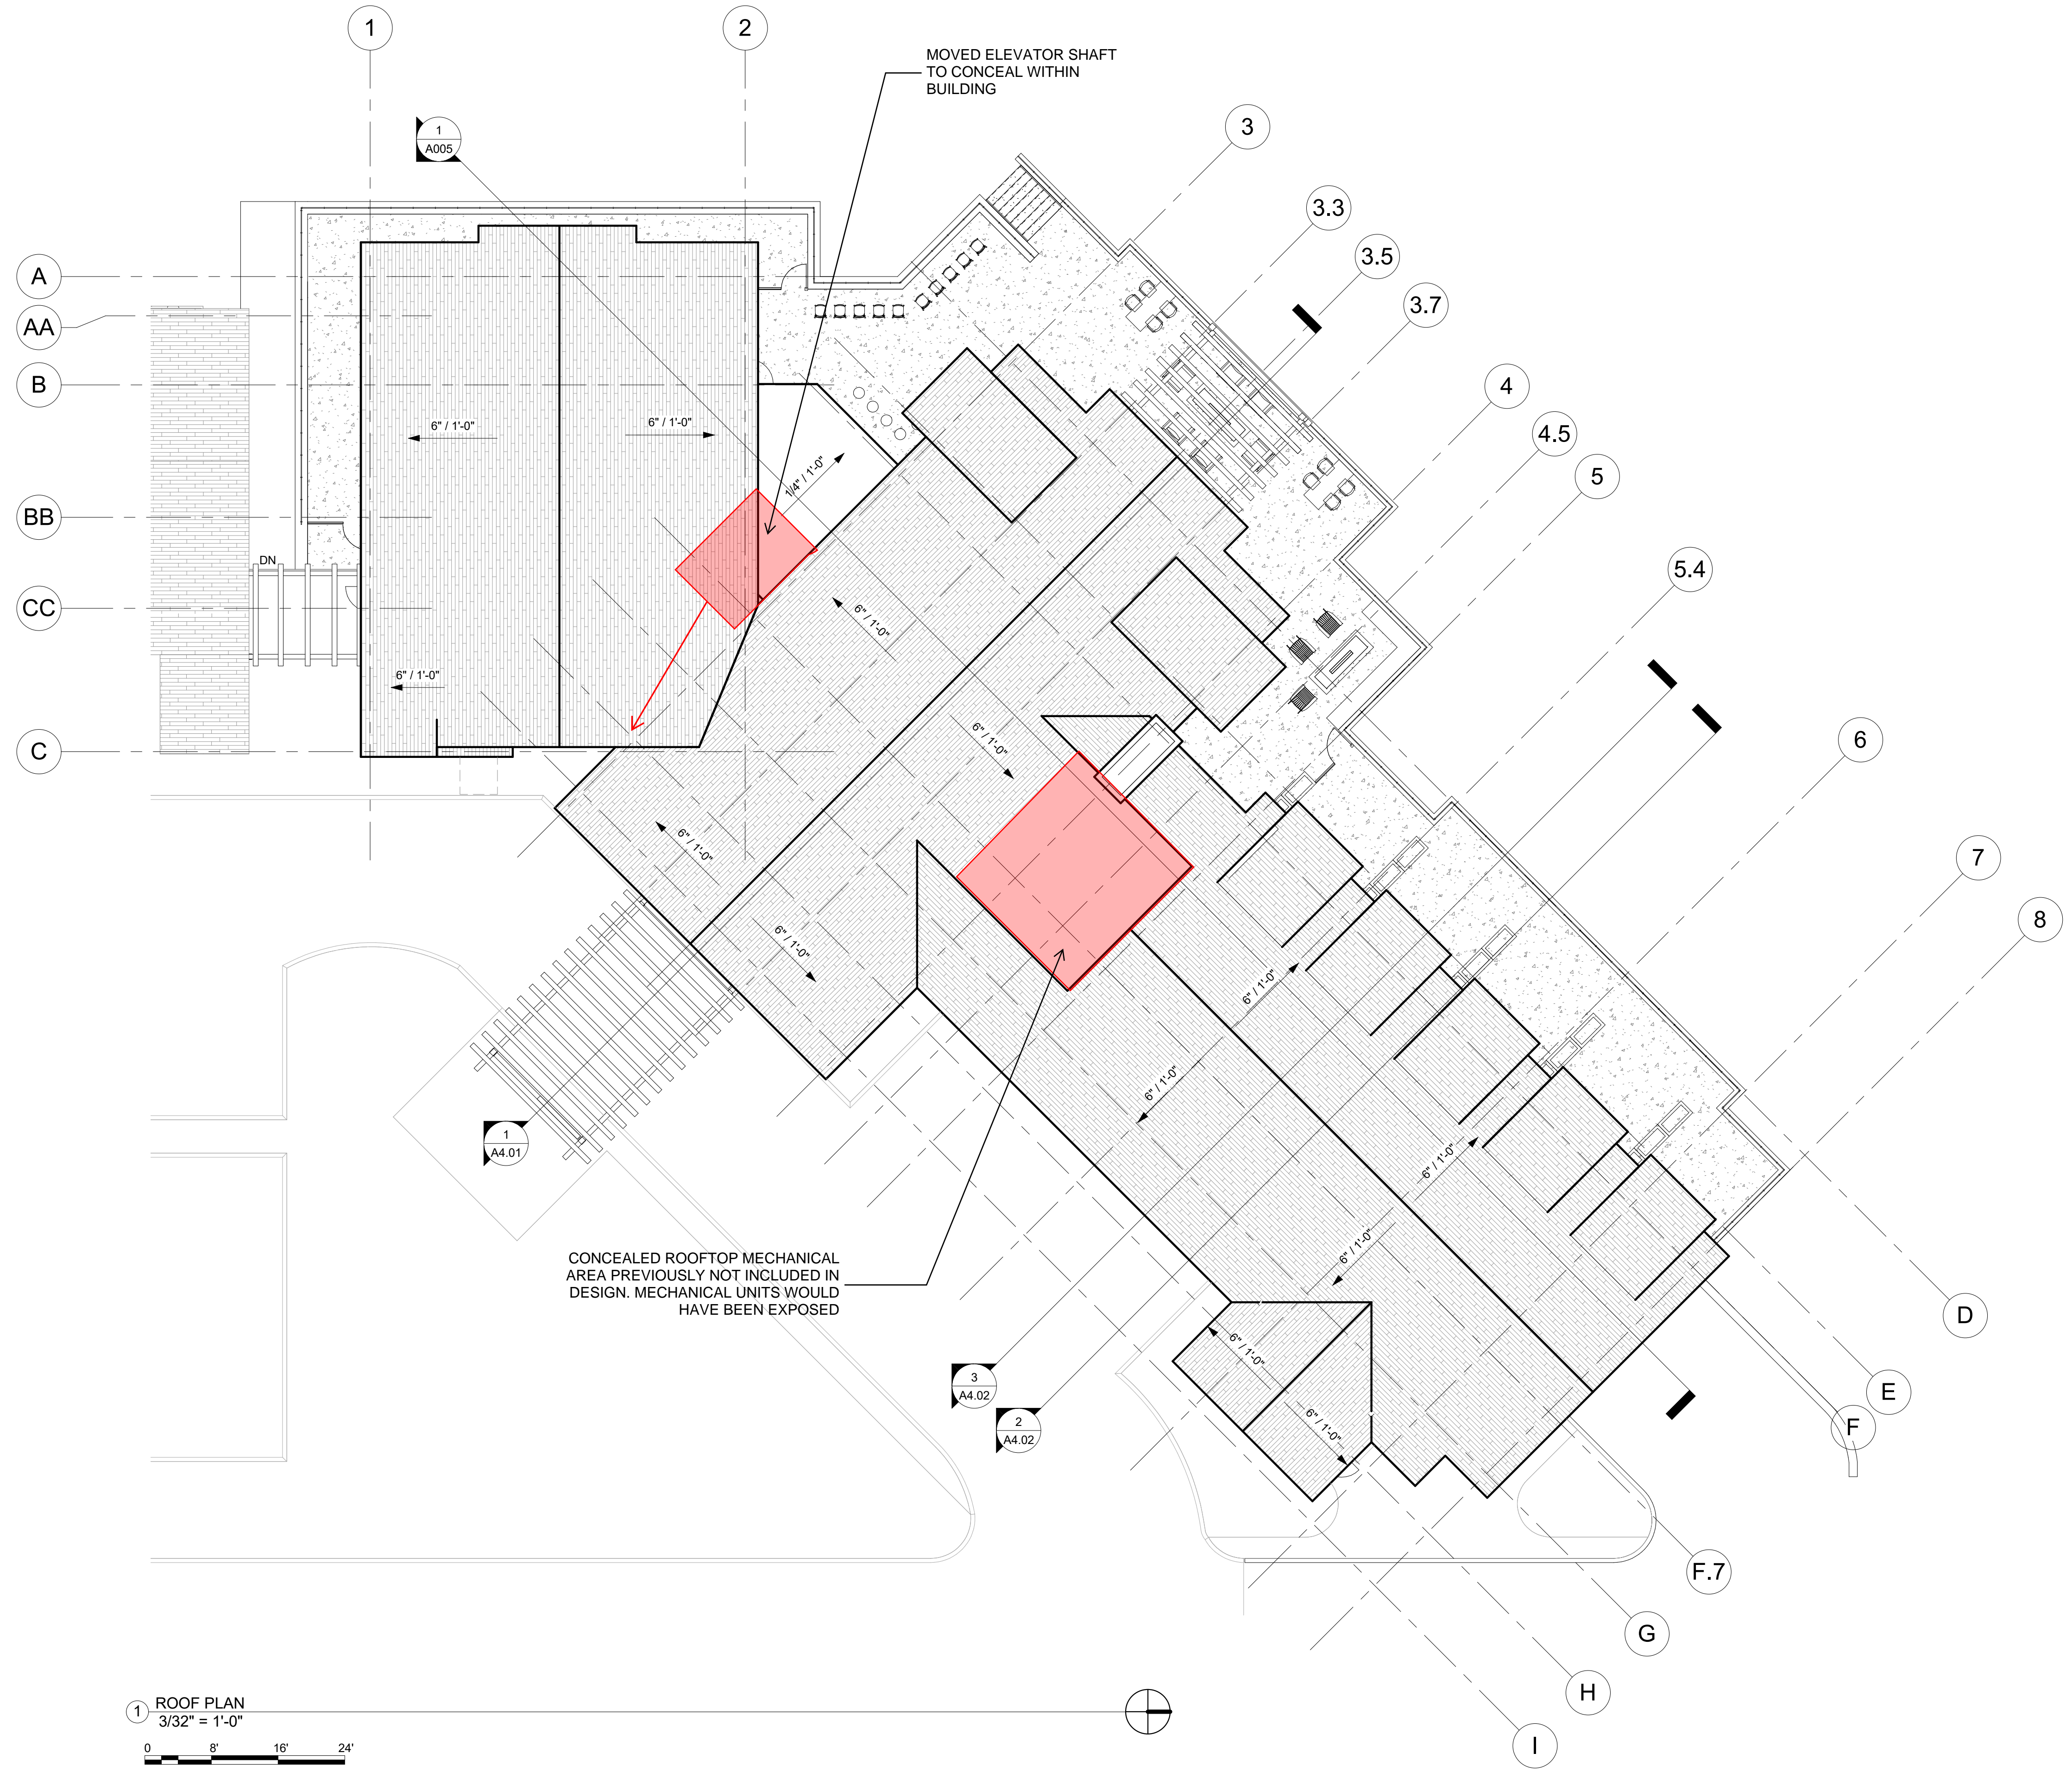 1
2
MOVED ELEVATOR SHAFT
TO CONCEAL WITHIN
BUILDING
1
A005
3
3.3
3.5
3.7
4
4.5
5
5.4
6
7
8
A
AA
B
BB
CC
C
DN
6" / 1'-0"
6" / 1'-0"
1/4" / 1'-0"
6" / 1'-0"
6" / 1'-0"
6" / 1'-0"
6" / 1'-0"
6" / 1'-0"
6" / 1'-0"
6" / 1'-0"
6" / 1'-0"
6" / 1'-0"
6" / 1'-0"
6" / 1'-0"
1
A4.01
CONCEALED ROOFTOP MECHANICAL
AREA PREVIOUSLY NOT INCLUDED IN
DESIGN. MECHANICAL UNITS WOULD
HAVE BEEN EXPOSED
3
A4.02
2
A4.02
D
E
F
F.7
G
H
I
1
ROOF PLAN
3/32" = 1'-0"
0 8' 16' 24'